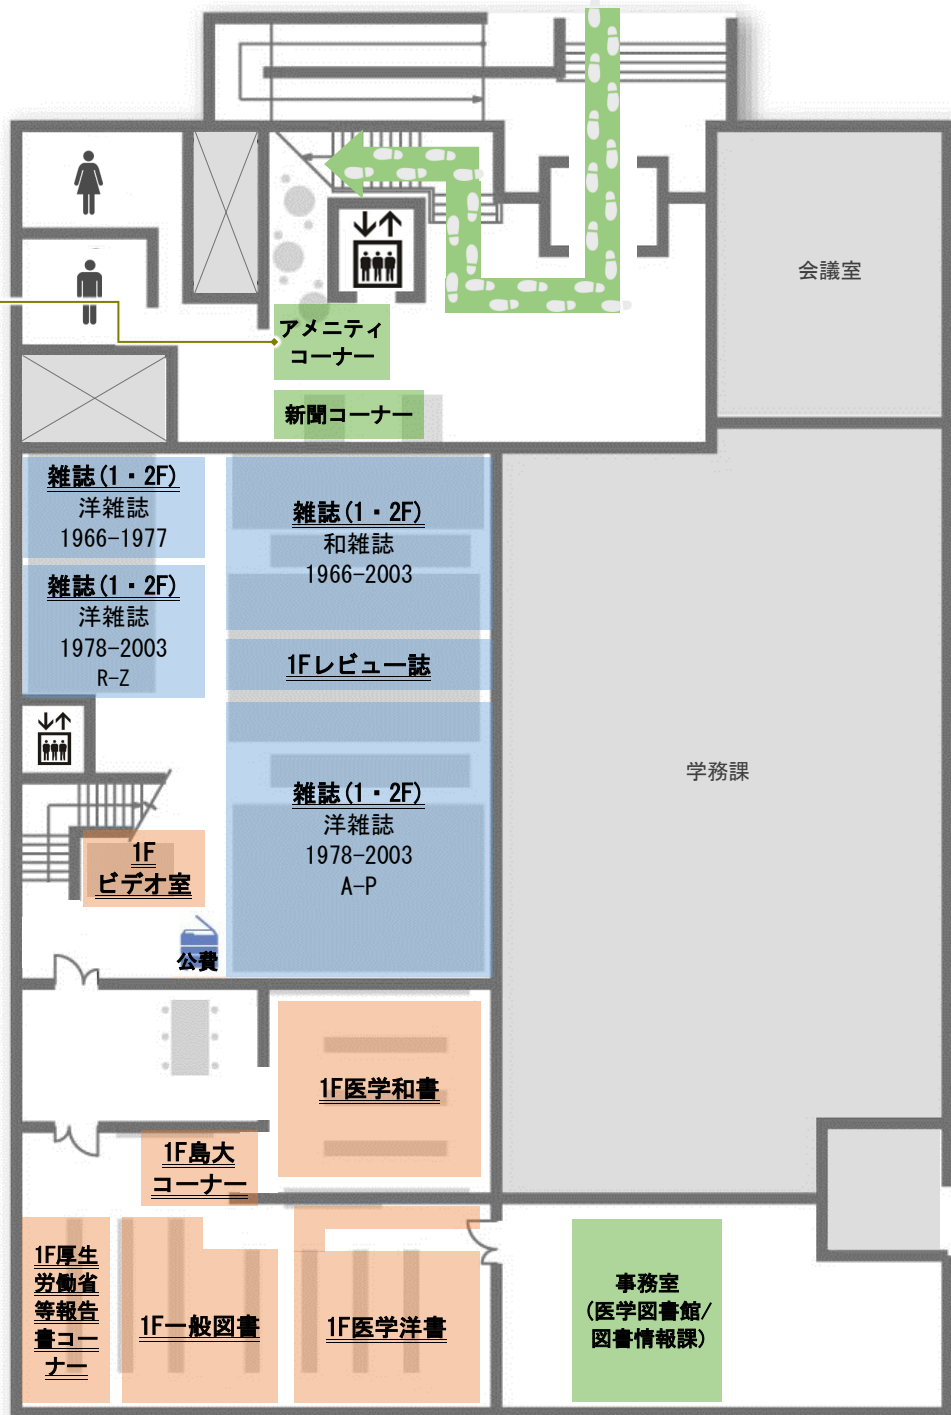 会議室
アメニティ
コーナー
新聞コーナー
雑誌(1・2F)
洋雑誌
1966-1977
雑誌(1・2F)
和雑誌
1966-2003
雑誌(1・2F)
洋雑誌
1978-2003
R-Z
1Fレビュー誌
学務課
雑誌(1・2F)
洋雑誌
1978-2003
A-P
1F
ビデオ室
公費
1F医学和書
1F島大
コーナー
1F厚生
労働省
等報告
書コー
ナー
1F一般図書
1F医学洋書
事務室
(医学図書館/
図書情報課)